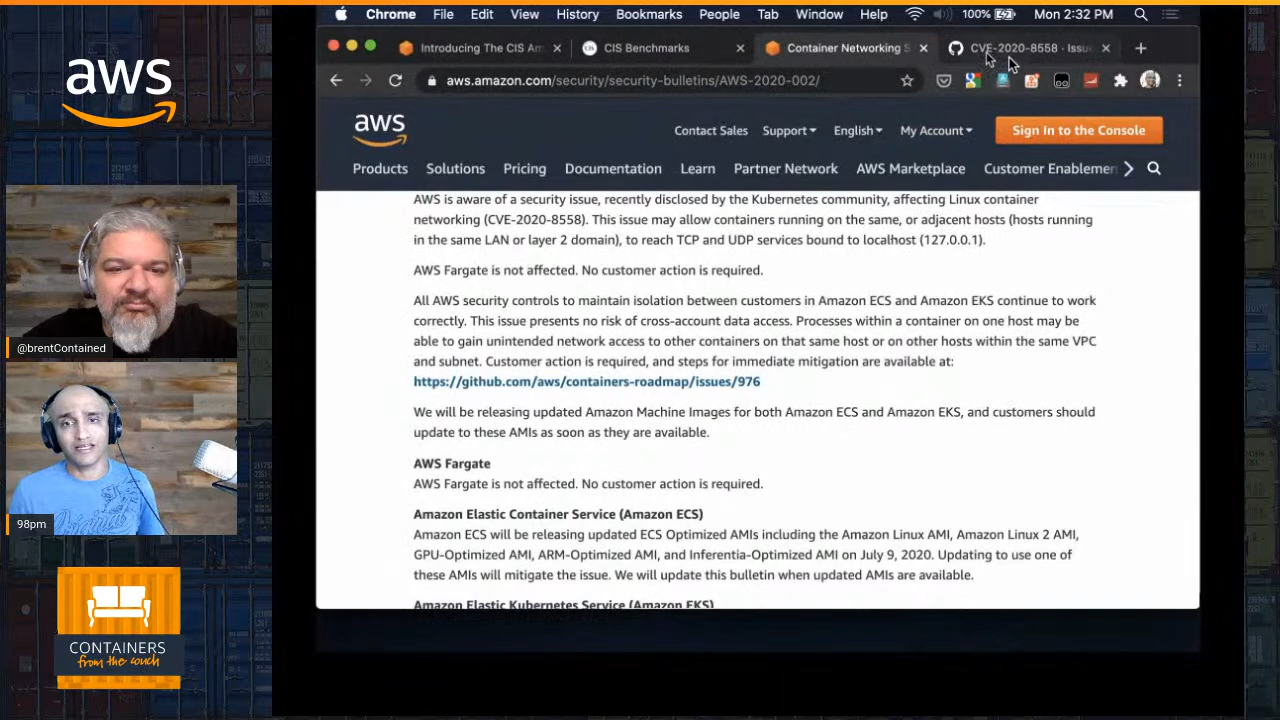 Chrome File Edit View History Bookmarks People Tab Window Help 100% Mon 2:32 PM
Introducing The CIS Am
CIS Benchmarks
Container Networking S
CVE-2020-8558 · Issu
aws.amazon.com/security/security-bulletins/AWS-2020-002/
aws
aws
Contact Sales Support English My Account Sign In to the Console
Products Solutions Pricing Documentation Learn Partner Network AWS Marketplace Customer Enablemen
AWS is aware of a security issue, recently disclosed by the Kubernetes community, affecting Linux container
networking (CVE-2020-8558). This issue may allow containers running on the same, or adjacent hosts (hosts running
in the same LAN or layer 2 domain), to reach TCP and UDP services bound to localhost (127.0.0.1).
AWS Fargate is not affected. No customer action is required.
All AWS security controls to maintain isolation between customers in Amazon ECS and Amazon EKS continue to work
correctly. This issue presents no risk of cross-account data access. Processes within a container on one host may be
able to gain unintended network access to other containers on that same host or on other hosts within the same VPC
and subnet. Customer action is required, and steps for immediate mitigation are available at:
https://github.com/aws/containers-roadmap/issues/976
We will be releasing updated Amazon Machine Images for both Amazon ECS and Amazon EKS, and customers should
update to these AMIs as soon as they are available.
AWS Fargate
AWS Fargate is not affected. No customer action is required.
Amazon Elastic Container Service (Amazon ECS)
Amazon ECS will be releasing updated ECS Optimized AMIs including the Amazon Linux AMI, Amazon Linux 2 AMI,
GPU-Optimized AMI, ARM-Optimized AMI, and Inferentia-Optimized AMI on July 9, 2020. Updating to use one of
these AMIs will mitigate the issue. We will update this bulletin when updated AMIs are available.
Amazon Elastic Kubernetes Service (Amazon EKS)
@brentContained
98pm
CONTAINERS
from the couch